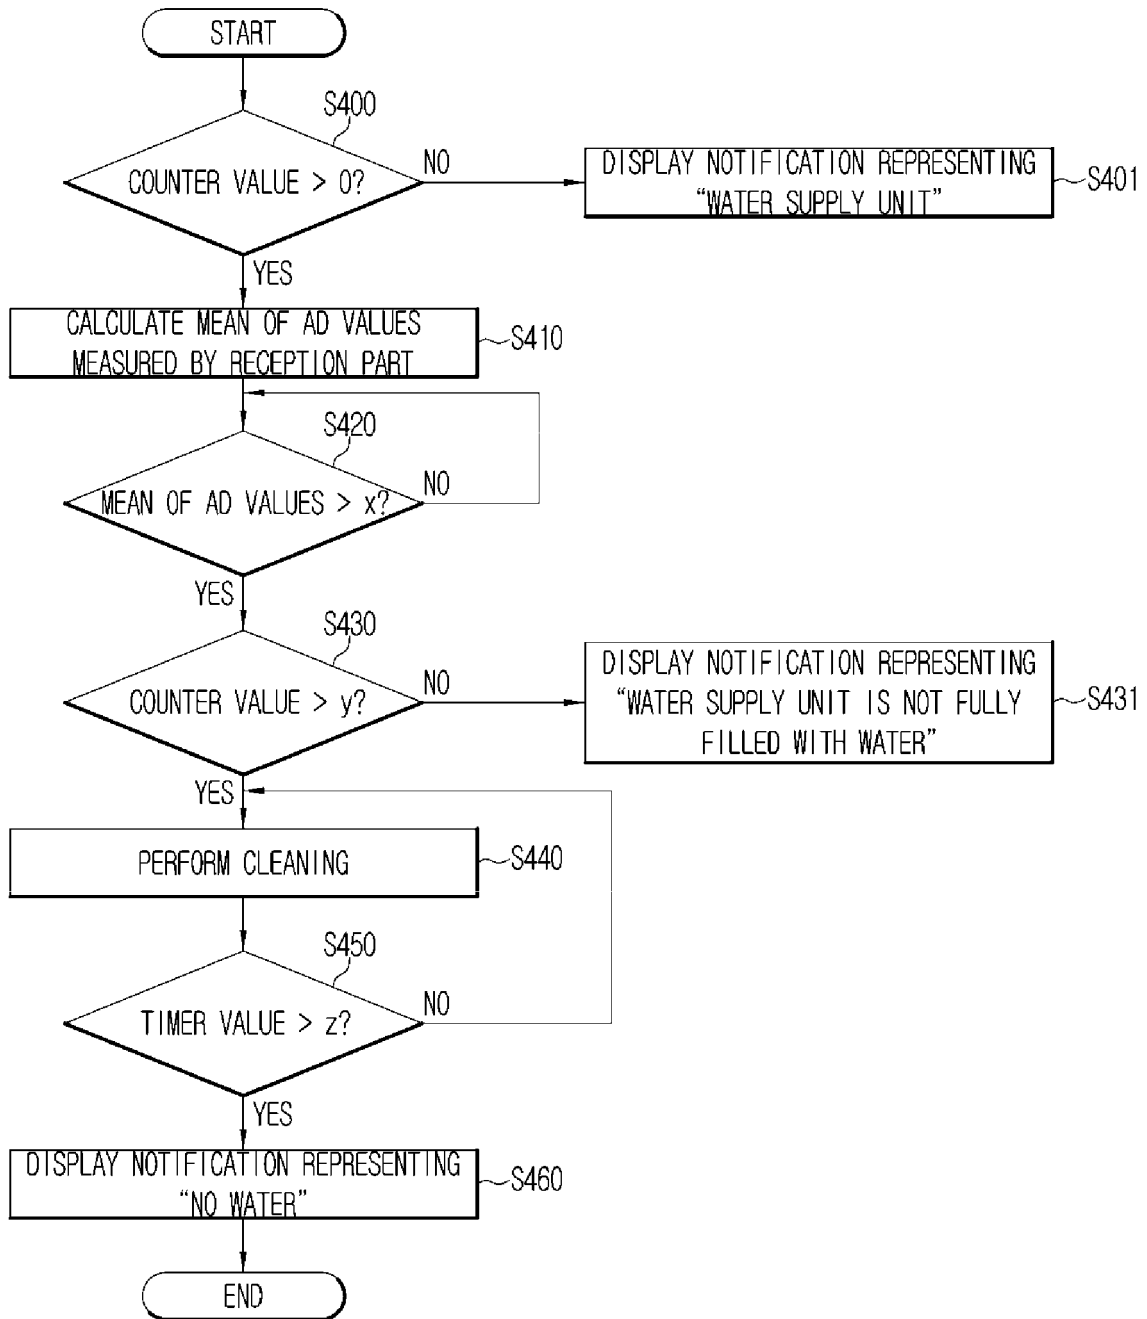 START
S400
COUNTER VALUE > 0?
NO
DISPLAY NOTIFICATION REPRESENTING
“WATER SUPPLY UNIT”
S401
YES
CALCULATE MEAN OF AD VALUES
MEASURED BY RECEPTION PART
S410
S420
MEAN OF AD VALUES > x?
NO
YES
S430
COUNTER VALUE > y?
NO
DISPLAY NOTIFICATION REPRESENTING
“WATER SUPPLY UNIT IS NOT FULLY
FILLED WITH WATER”
S431
YES
PERFORM CLEANING
S440
S450
TIMER VALUE > z?
NO
YES
DISPLAY NOTIFICATION REPRESENTING
“NO WATER”
S460
END